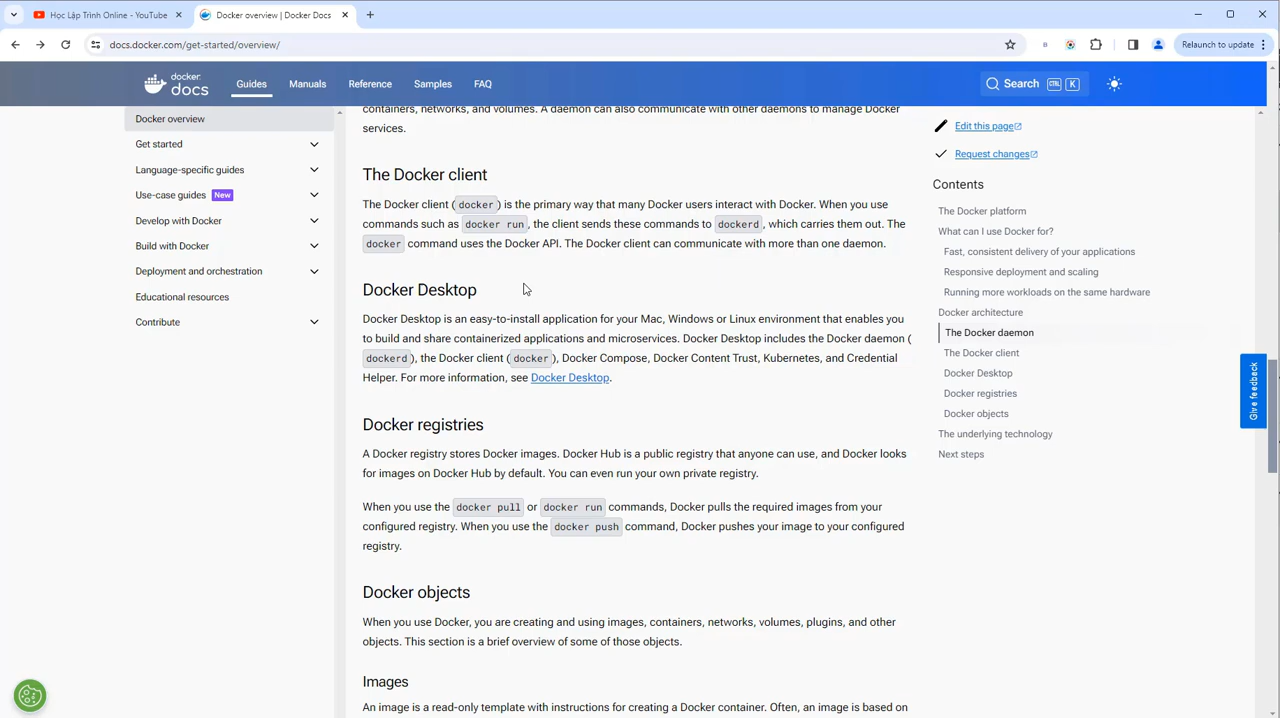 Học Lập Trình Online - YouTube
Docker overview | Docker Docs
docs.docker.com/get-started/overview/
Relaunch to update
docker docs
Guides
Manuals
Reference
Samples
FAQ
Search CTRL K
Docker overview
Get started
Language-specific guides
Use-case guides New
Develop with Docker
Build with Docker
Deployment and orchestration
Educational resources
Contribute
containers, networks, and volumes. A daemon can also communicate with other daemons to manage Docker
services.
The Docker client
The Docker client ( docker ) is the primary way that many Docker users interact with Docker. When you use
commands such as docker run , the client sends these commands to dockerd , which carries them out. The
docker command uses the Docker API. The Docker client can communicate with more than one daemon.
Docker Desktop
Docker Desktop is an easy-to-install application for your Mac, Windows or Linux environment that enables you
to build and share containerized applications and microservices. Docker Desktop includes the Docker daemon (
dockerd ), the Docker client ( docker ), Docker Compose, Docker Content Trust, Kubernetes, and Credential
Helper. For more information, see Docker Desktop.
Docker registries
A Docker registry stores Docker images. Docker Hub is a public registry that anyone can use, and Docker looks
for images on Docker Hub by default. You can even run your own private registry.
When you use the docker pull or docker run commands, Docker pulls the required images from your
configured registry. When you use the docker push command, Docker pushes your image to your configured
registry.
Docker objects
When you use Docker, you are creating and using images, containers, networks, volumes, plugins, and other
objects. This section is a brief overview of some of those objects.
Images
An image is a read-only template with instructions for creating a Docker container. Often, an image is based on
Edit this page
Request changes
Contents
The Docker platform
What can I use Docker for?
Fast, consistent delivery of your applications
Responsive deployment and scaling
Running more workloads on the same hardware
Docker architecture
The Docker daemon
The Docker client
Docker Desktop
Docker registries
Docker objects
The underlying technology
Next steps
Give feedback